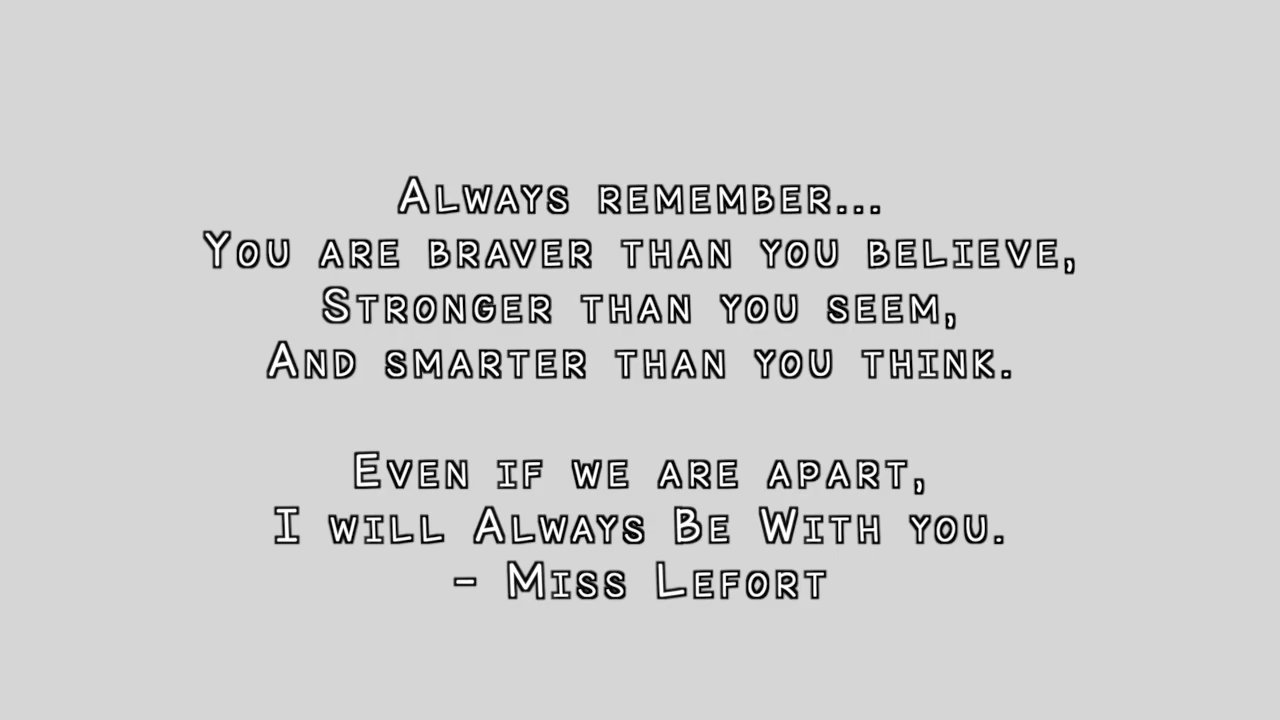 Always remember...
You are braver than you believe,
Stronger than you seem,
And smarter than you think.
Even if we are apart,
I will Always Be With you.
- Miss Lefort